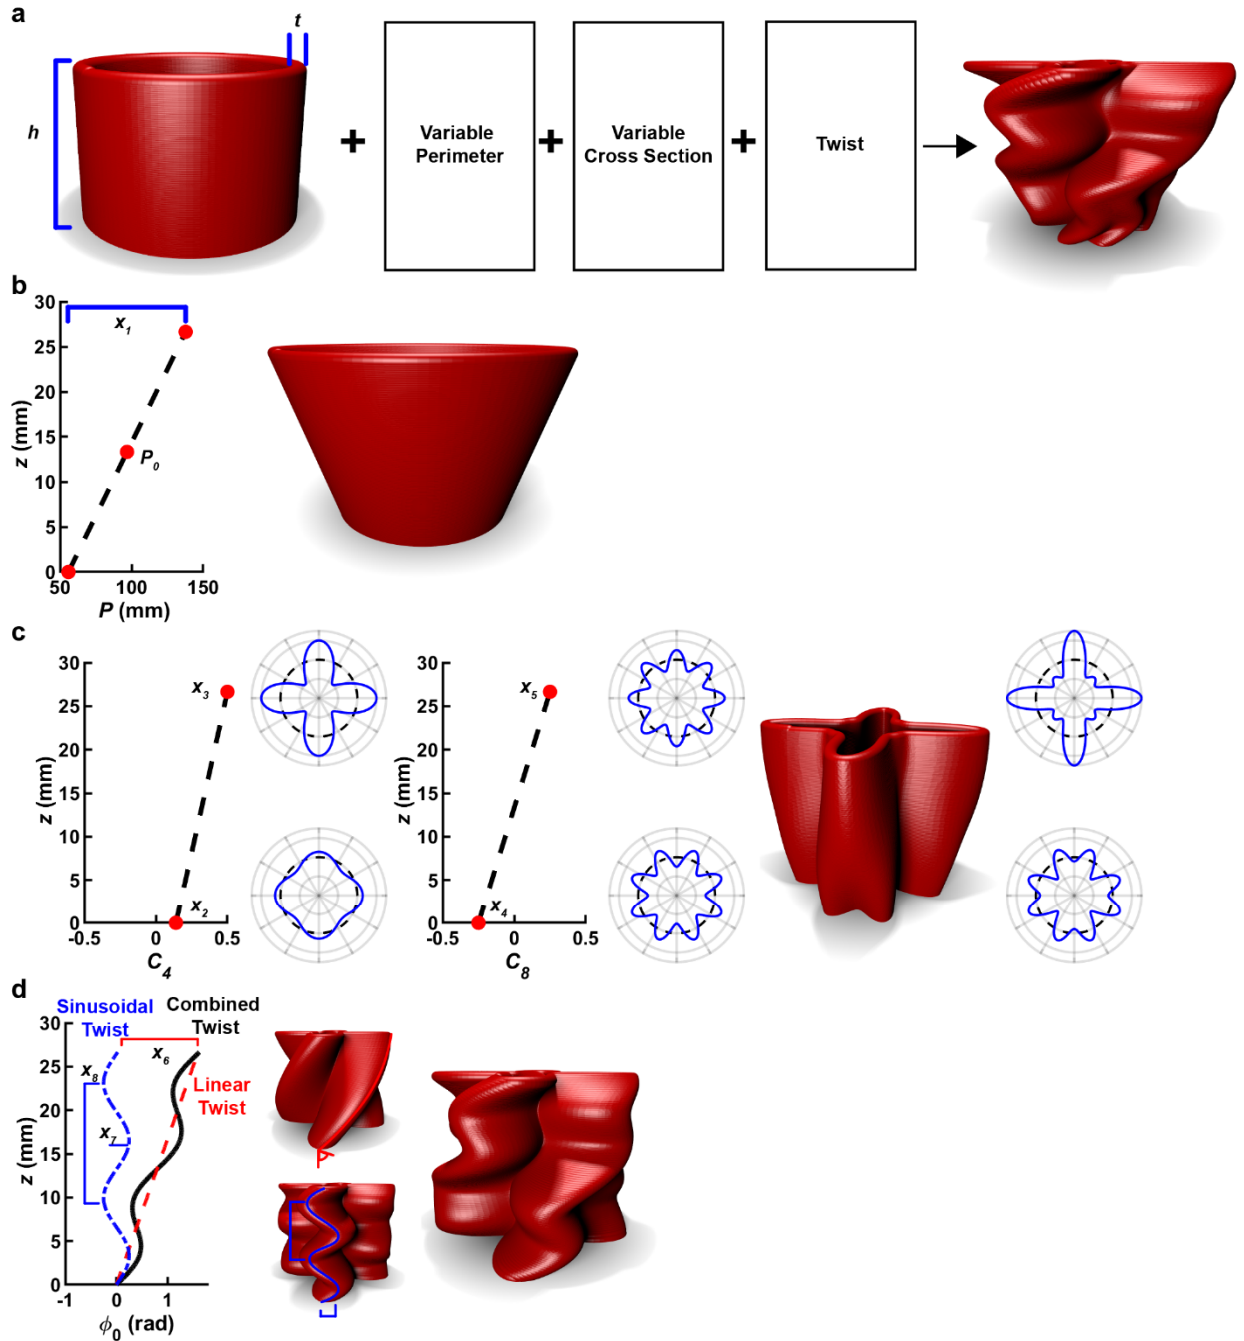 a
t
h
+
Variable
Perimeter
+
Variable
Cross Section
+
Twist
b
30
25
20
15
10
5
0
z (mm)
x1
P0
50 100 150
P (mm)
c
30
25
20
15
10
5
0
z (mm)
x3
x2
-0.5 0 0.5
C4
30
25
20
15
10
5
0
z (mm)
x5
x4
-0.5 0 0.5
C8
d
Sinusoidal
Twist
Combined
Twist
30
25
20
15
10
5
0
z (mm)
x6
x8
Linear
Twist
x7
-1 0 1
ϕ0 (rad)